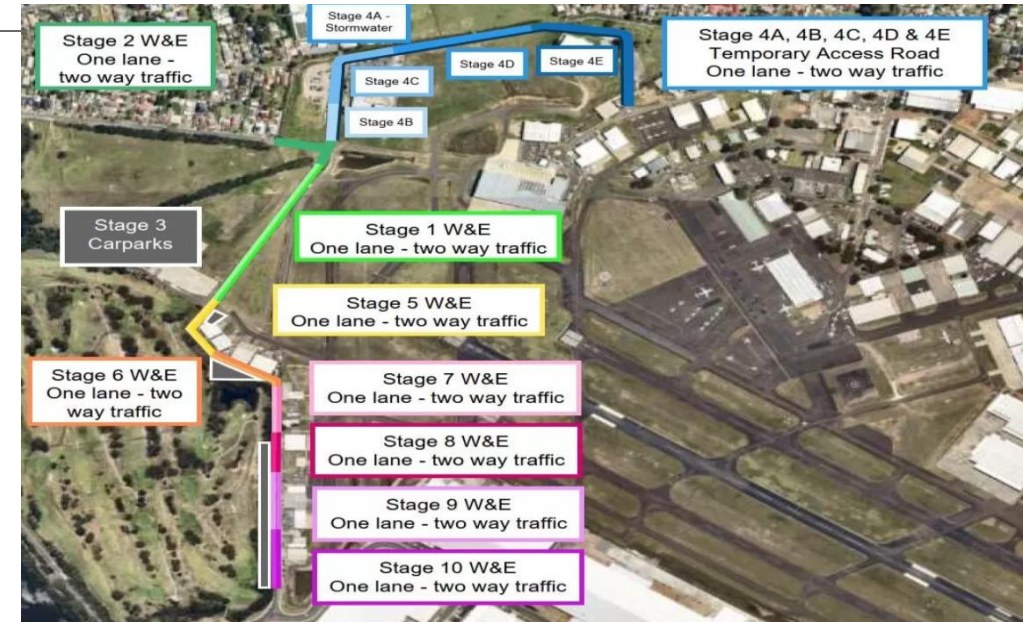 Stage 2 W&E
One lane -
two way traffic
Stage 4A -
Stormwater
Stage 4A, 4B, 4C, 4D & 4E
Temporary Access Road
One lane - two way traffic
Stage 4C
Stage 4D
Stage 4E
Stage 4B
Stage 3
Carparks
Stage 1 W&E
One lane - two way traffic
Stage 5 W&E
One lane - two way traffic
Stage 6 W&E
One lane - two
way traffic
Stage 7 W&E
One lane - two way traffic
Stage 8 W&E
One lane - two way traffic
Stage 9 W&E
One lane - two way traffic
Stage 10 W&E
One lane - two way traffic